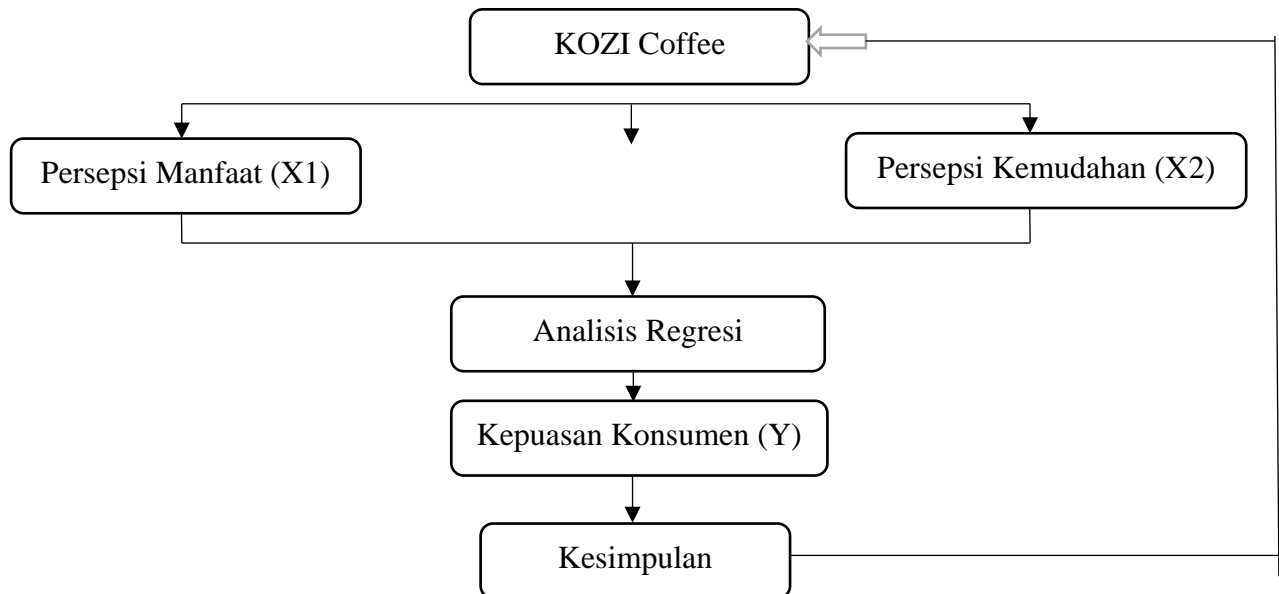 KOZI Coffee
Persepsi Manfaat (X1)
Persepsi Kemudahan (X2)
Analisis Regresi
Kepuasan Konsumen (Y)
Kesimpulan